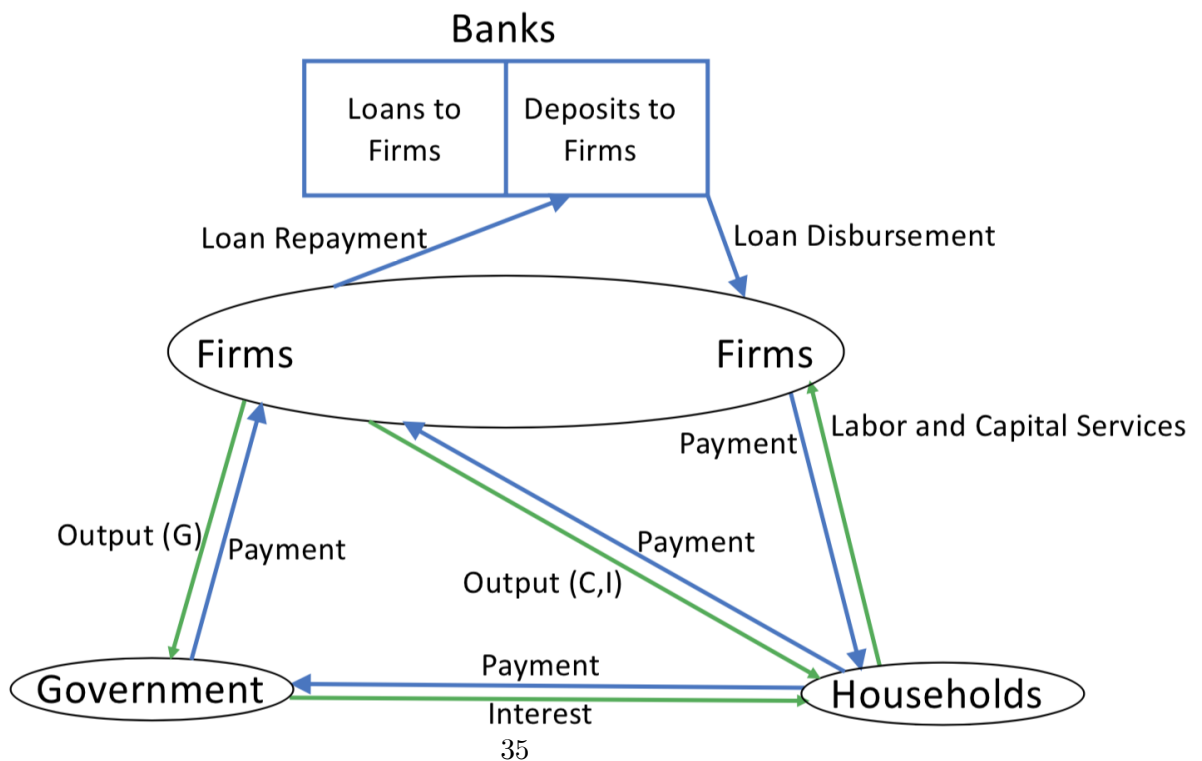 Banks
Loans to
Firms
Deposits to
Firms
Loan Repayment
Loan Disbursement
Firms
Firms
Labor and Capital Services
Payment
Output (G)
Payment
Payment
Output (C,I)
Payment
Government
Households
Interest
35